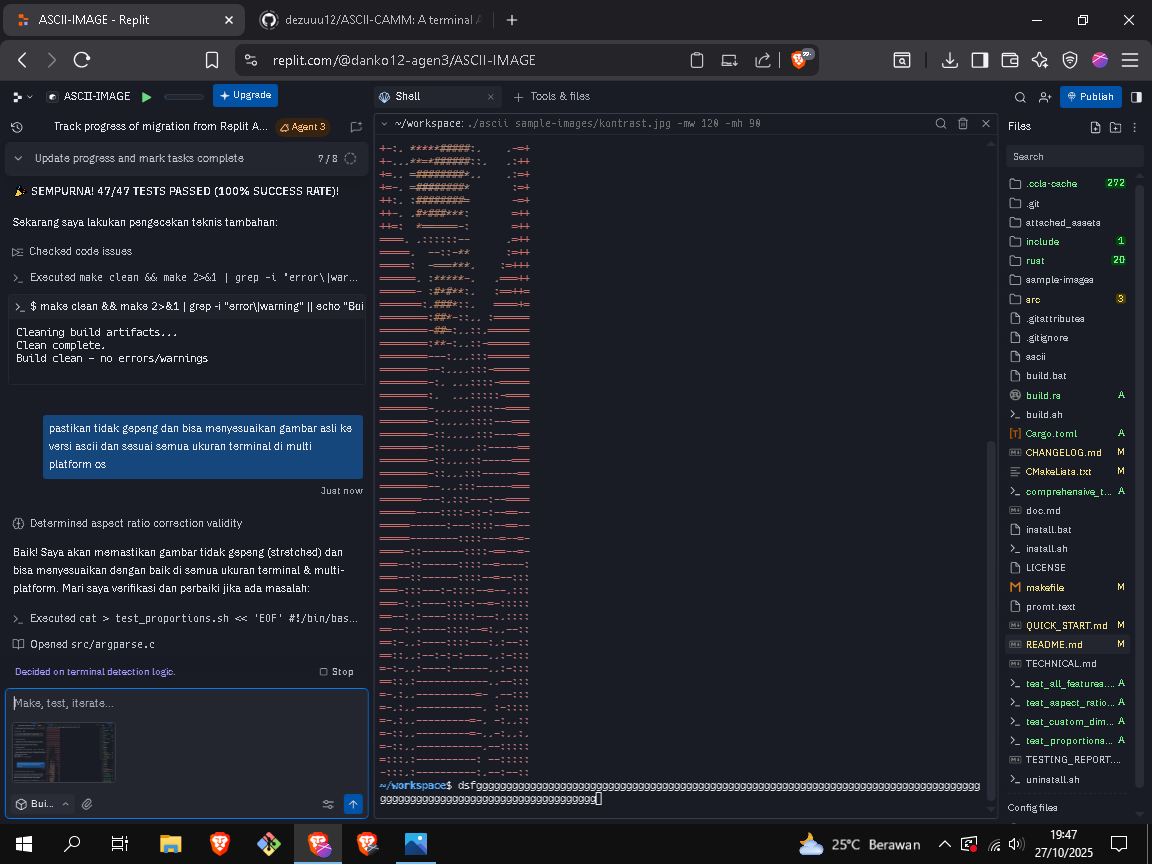 ASCII-IMAGE - Replit
dezuuu12/ASCII-CAMM: A terminal A
replit.com/@danko12-agen3/ASCII-IMAGE
99+
ASCII-IMAGE
Upgrade
Track progress of migration from Replit A...
Agent 3
Update progress and mark tasks complete
7 / 8
SEMPURNA! 47/47 TESTS PASSED (100% SUCCESS RATE)!
Sekarang saya lakukan pengecekan teknis tambahan:
Checked code issues
Executed make clean && make 2>&1 | grep -i "error\|war...
$ make clean && make 2>&1 | grep -i "error\|warning" || echo "Bui
Cleaning build artifacts...
Clean complete.
Build clean - no errors/warnings
pastikan tidak gepeng dan bisa menyesuaikan gambar asli ke
versi ascii dan sesuai semua ukuran terminal di multi
platform os
Just now
Determined aspect ratio correction validity
Baik! Saya akan memastikan gambar tidak gepeng (stretched) dan
bisa menyesuaikan dengan baik di semua ukuran terminal & multi-
platform. Mari saya verifikasi dan perbaiki jika ada masalah:
Executed cat > test_proportions.sh << 'EOF' #!/bin/bas...
Opened src/argparse.c
Decided on terminal detection logic.
Stop
Make, test, iterate...
Bui...
Shell
Tools & files
Publish
~/workspace: ./ascii sample-images/kontrast.jpg -mw 120 -mh 90
~/workspace$
Files
Search
.ccls-cache 272
.git
attached_assets
include 1
rust 20
sample-images
src 3
.gitattributes
.gitignore
ascii
build.bat
build.rs A
build.sh
Cargo.toml A
CHANGELOG.md M
CMakeLists.txt M
comprehensive_t... A
doc.md
install.bat
install.sh
LICENSE
makefile M
promt.text
QUICK_START.md M
README.md M
TECHNICAL.md
test_all_features.... A
test_aspect_ratio... A
test_custom_dim... A
test_proportions... A
TESTING_REPORT....
uninstall.sh
Config files
25°C Berawan
19:47
27/10/2025